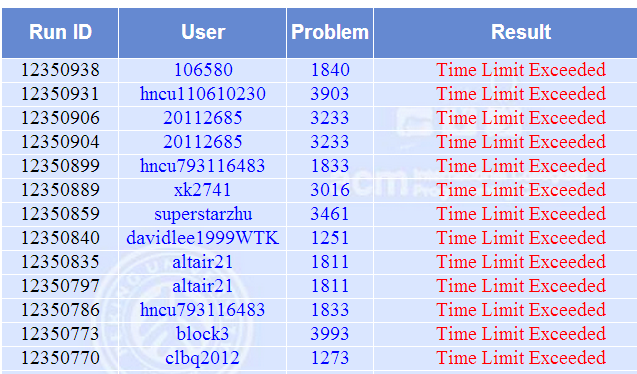 Run ID User Problem Result
12350938 106580 1840 Time Limit Exceeded
12350931 hncu110610230 3903 Time Limit Exceeded
12350906 20112685 3233 Time Limit Exceeded
12350904 20112685 3233 Time Limit Exceeded
12350899 hncu793116483 1833 Time Limit Exceeded
12350889 xk2741 3016 Time Limit Exceeded
12350859 superstarzhu 3461 Time Limit Exceeded
12350840 davidlee1999WTK 1251 Time Limit Exceeded
12350835 altair21 1811 Time Limit Exceeded
12350797 altair21 1811 Time Limit Exceeded
12350786 hncu793116483 1833 Time Limit Exceeded
12350773 block3 3993 Time Limit Exceeded
12350770 clbq2012 1273 Time Limit Exceeded